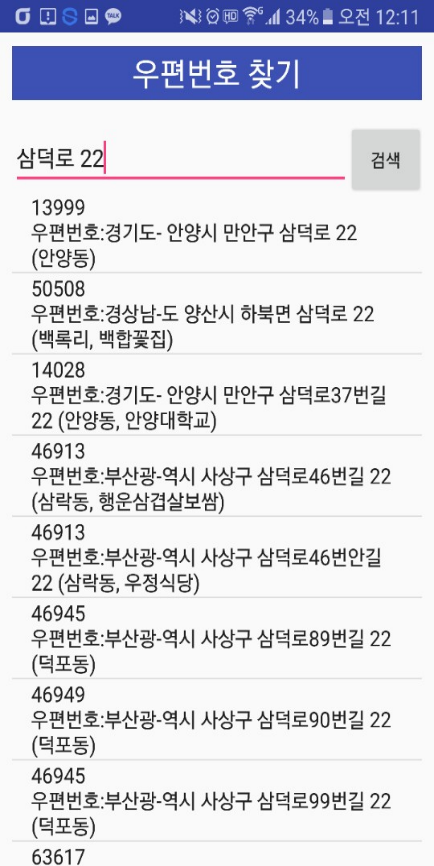 TALK HD G 34% 오전 12:11
우편번호 찾기
삼덕로 22
검색
13999
우편번호:경기도- 안양시 만안구 삼덕로 22
(안양동)
50508
우편번호:경상남-도 양산시 하북면 삼덕로 22
(백록리, 백합꽃집)
14028
우편번호:경기도- 안양시 만안구 삼덕로37번길
22 (안양동, 안양대학교)
46913
우편번호:부산광-역시 사상구 삼덕로46번길 22
(삼락동, 행운삼겹살보쌈)
46913
우편번호:부산광-역시 사상구 삼덕로46번안길
22 (삼락동, 우정식당)
46945
우편번호:부산광-역시 사상구 삼덕로89번길 22
(덕포동)
46949
우편번호:부산광-역시 사상구 삼덕로90번길 22
(덕포동)
46945
우편번호:부산광-역시 사상구 삼덕로99번길 22
(덕포동)
63617